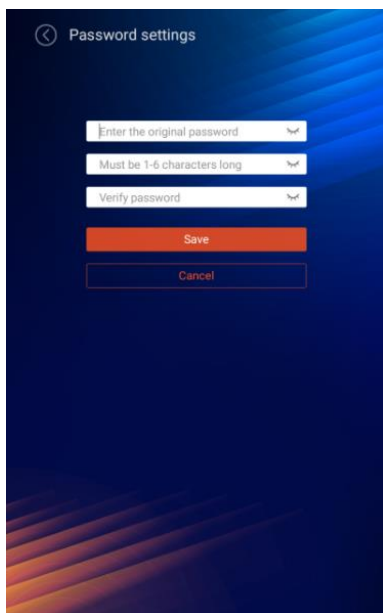 Password settings
Enter the original password
Must be 1-6 characters long
Verify password
Save
Cancel